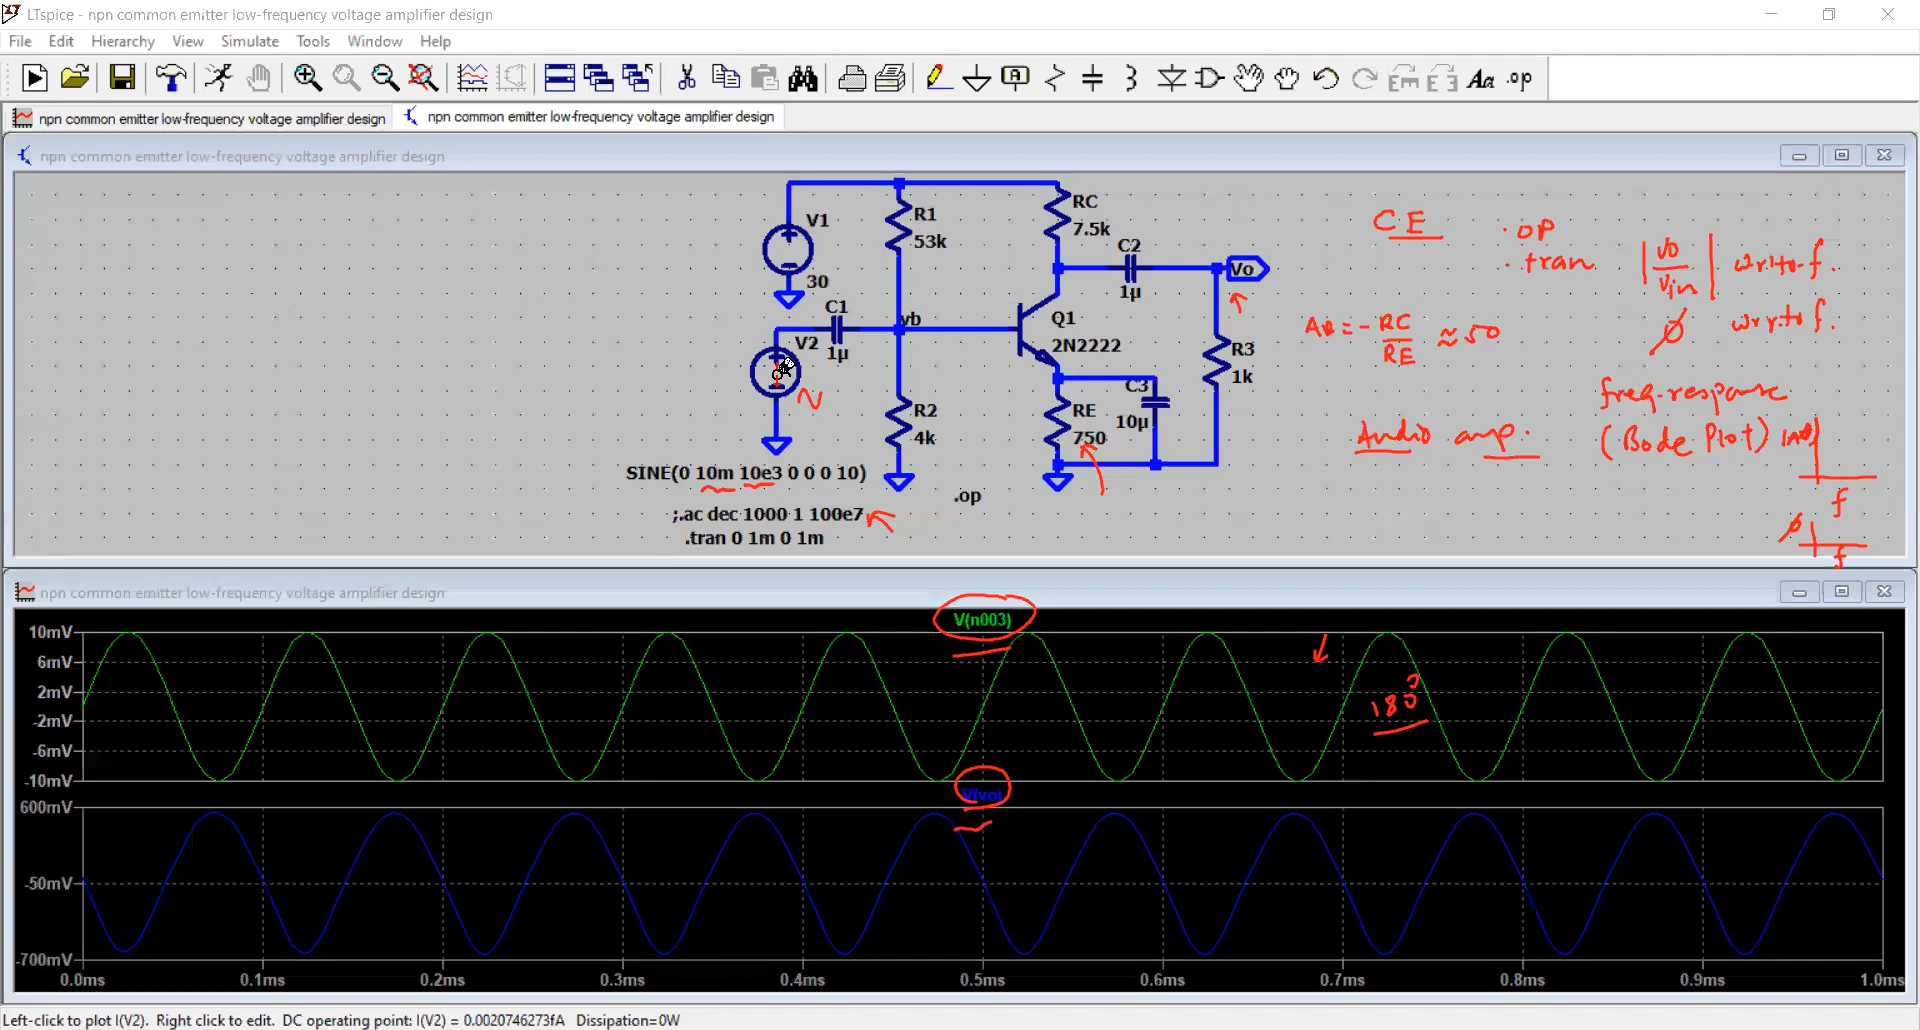 LTspice - npn common emitter low-frequency voltage amplifier design
File Edit Hierarchy View Simulate Tools Window Help
A Aa .op
npn common emitter low-frequency voltage amplifier design
npn common emitter low-frequency voltage amplifier design
npn common emitter low-frequency voltage amplifier design
V1
30
R1
53k
RC
7.5k
C2
1µ
Vo
C1
1µ
vb
V2
Q1
2N2222
R3
1k
R2
4k
C3
10µ
RE
750
SINE(0 10m 10e3 0 0 0 10)
.op
;.ac dec 1000 1 100e7
.tran 0 1m 0 1m
CE
.op
.tran
|Vo/Vin| w.r.to.f.
Ø w.r.to f.
= - RC/RE ≈ 50
freq.response
(Bode Plot)
Audio amp.
f
Ø
f
npn common emitter low-frequency voltage amplifier design
V(n003)
10mV
6mV
2mV
-2mV
-6mV
-10mV
180°
V(vo)
600mV
-50mV
-700mV
0.0ms 0.1ms 0.2ms 0.3ms 0.4ms 0.5ms 0.6ms 0.7ms 0.8ms 0.9ms 1.0ms
Left-click to plot I(V2). Right click to edit. DC operating point: I(V2) = 0.0020746273fA Dissipation=0W